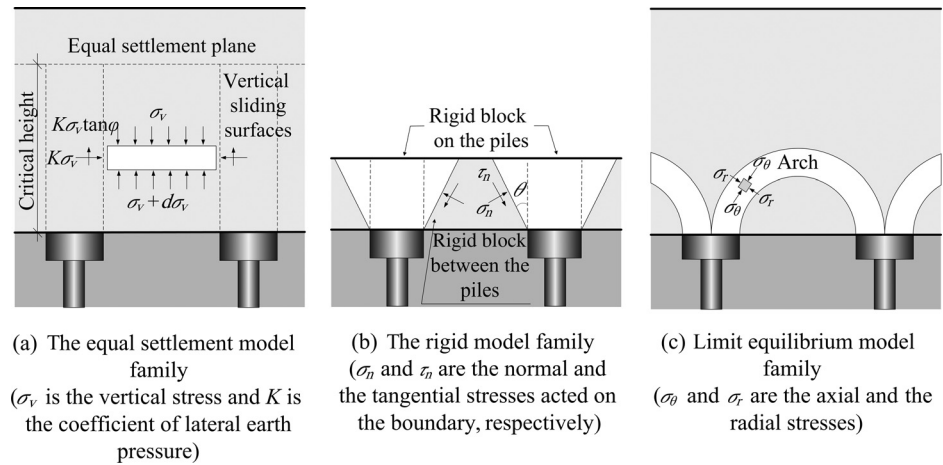 Equal settlement plane
Critical height
σv
Vertical
sliding
surfaces
Kσv tanφ
Kσv
σv + dσv
(a) The equal settlement model
family
(σv is the vertical stress and K is
the coefficient of lateral earth
pressure)
Rigid block
on the piles
τn
θ
σn
Rigid block
between the
piles
(b) The rigid model family
(σn and τn are the normal and
the tangential stresses acted on
the boundary, respectively)
σr
σθ
Arch
σθ
σr
(c) Limit equilibrium model
family
(σθ and σr are the axial and the
radial stresses)